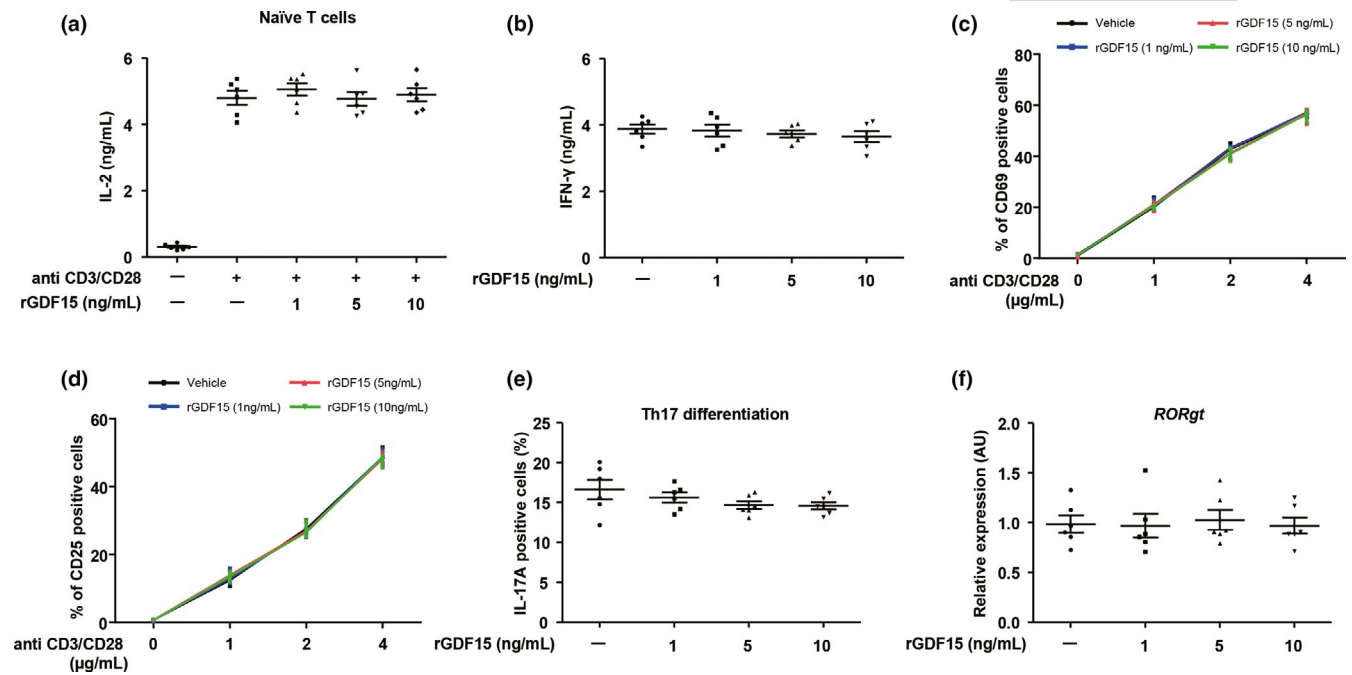 (a)
Naïve T cells
IL-2 (ng/mL)
6
4
2
0
anti CD3/CD28 — + + + +
rGDF15 (ng/mL) — — 1 5 10
(b)
IFN-γ (ng/mL)
6
4
2
0
rGDF15 (ng/mL) — 1 5 10
(c)
Vehicle rGDF15 (5 ng/mL)
rGDF15 (1 ng/mL) rGDF15 (10 ng/mL)
% of CD69 positive cells
80
60
40
20
0
anti CD3/CD28 0 1 2 4
(µg/mL)
(d)
Vehicle rGDF15 (5ng/mL)
rGDF15 (1ng/mL) rGDF15 (10ng/mL)
% of CD25 positive cells
60
40
20
0
anti CD3/CD28 0 1 2 4
(µg/mL)
(e)
Th17 differentiation
IL-17A positive cells (%)
25
20
15
10
5
0
rGDF15 (ng/mL) — 1 5 10
(f)
RORgt
Relative expression (AU)
2.0
1.5
1.0
0.5
0.0
rGDF15 (ng/mL) — 1 5 10